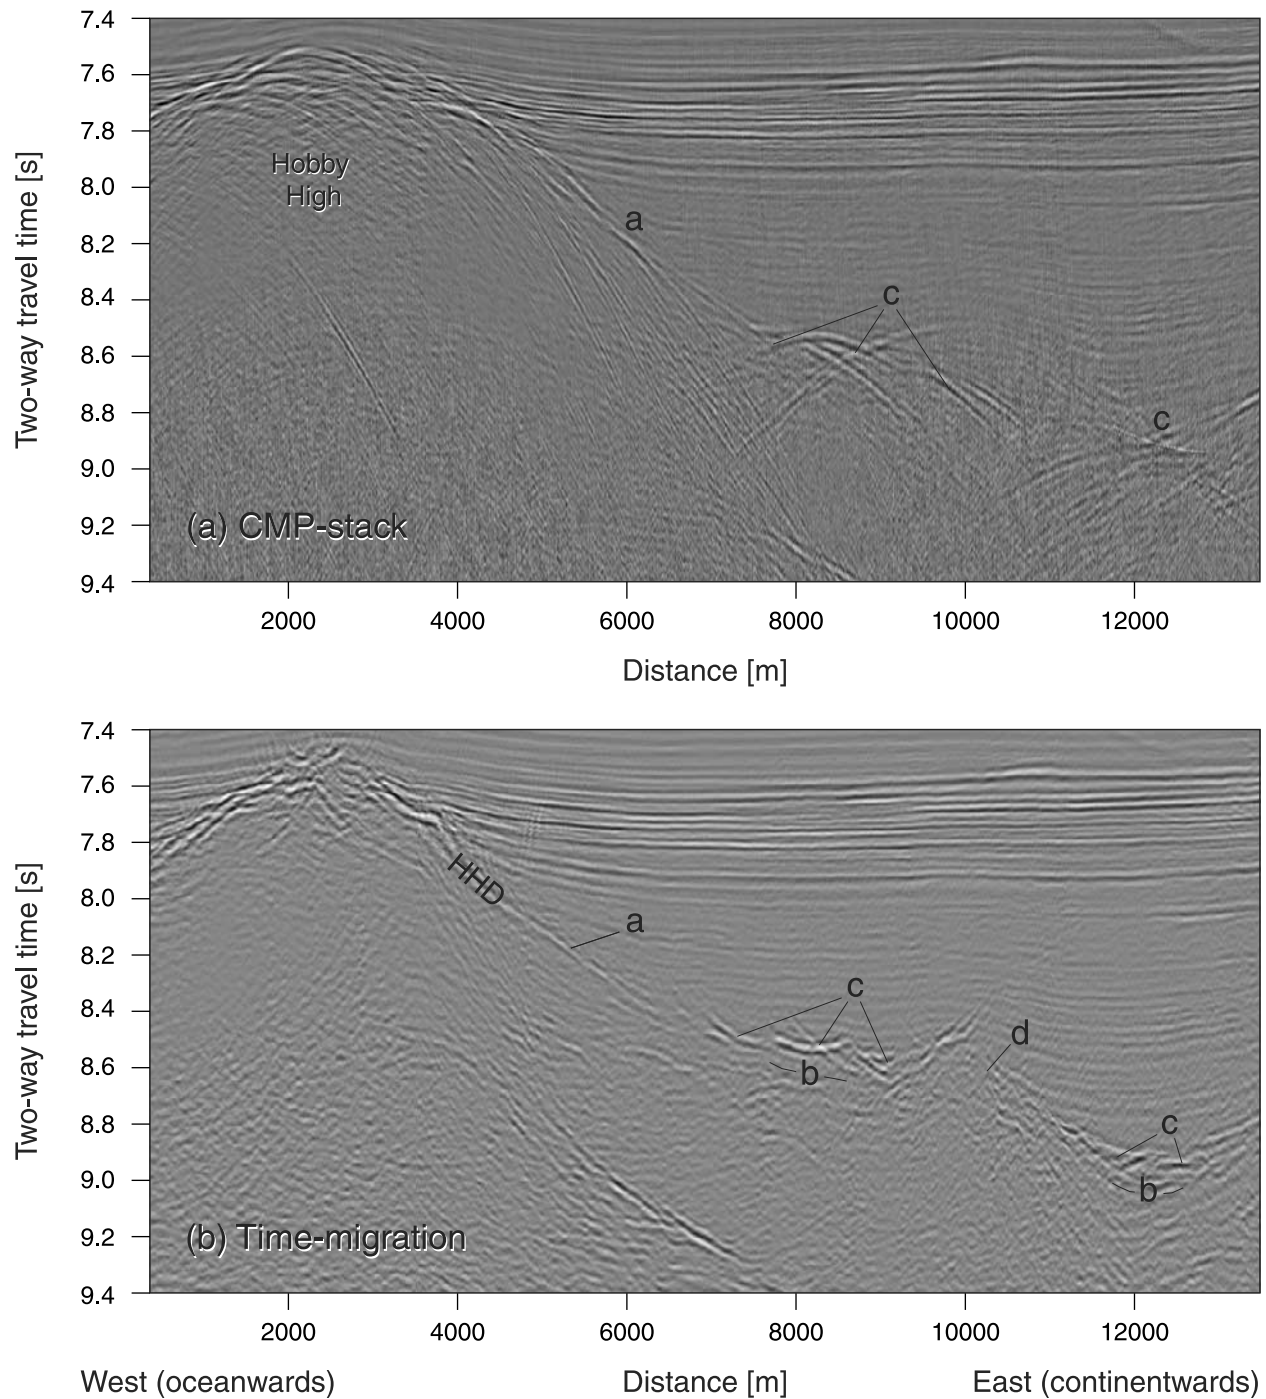 7.4
7.6
7.8
8.0
8.2
8.4
8.6
8.8
9.0
9.2
9.4
Two-way travel time [s]
Hobby
High
a
c
c
(a) CMP-stack
2000 4000 6000 8000 10000 12000
Distance [m]
7.4
7.6
7.8
8.0
8.2
8.4
8.6
8.8
9.0
9.2
9.4
Two-way travel time [s]
HHD
a
c
d
b
c
b
(b) Time-migration
2000 4000 6000 8000 10000 12000
West (oceanwards) Distance [m] East (continentwards)